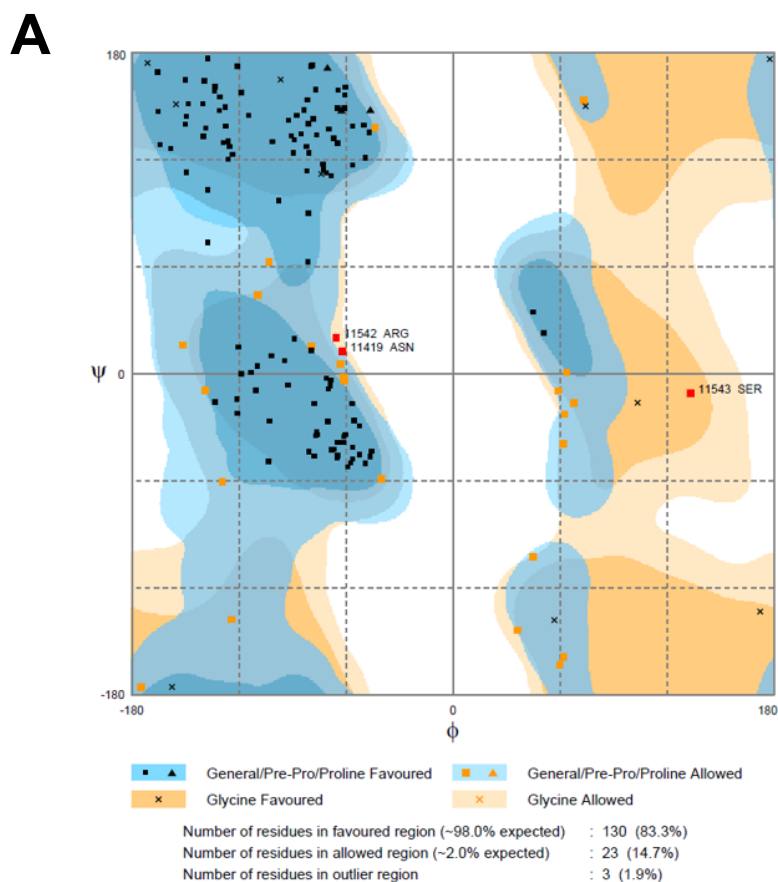 A
180
11542 ARG
11419 ASN
ψ
0
11543 SER
-180
-180
0
180
ϕ
General/Pre-Pro/Proline Favoured
General/Pre-Pro/Proline Allowed
Glycine Favoured
Glycine Allowed
Number of residues in favoured region (~98.0% expected) : 130 (83.3%)
Number of residues in allowed region (~2.0% expected) : 23 (14.7%)
Number of residues in outlier region : 3 (1.9%)